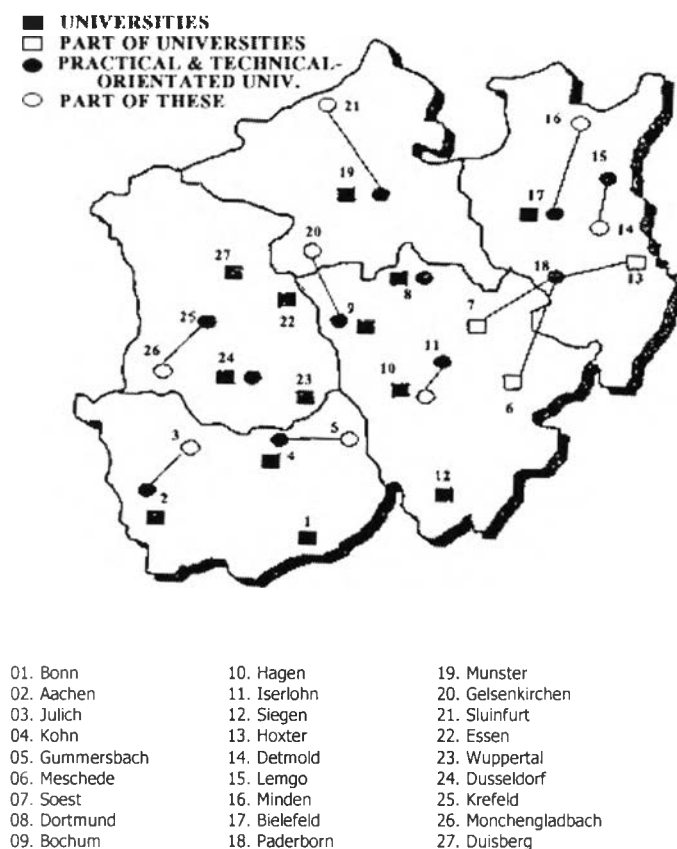 UNIVERSITIES
PART OF UNIVERSITIES
PRACTICAL & TECHNICAL-
ORIENTATED UNIV.
PART OF THESE
21
16
15
19
17
14
20
27
18
13
22
8
7
9
25
11
26
24
10
6
23
3
5
4
2
12
1
01. Bonn
02. Aachen
03. Julich
04. Kohn
05. Gummersbach
06. Meschede
07. Soest
08. Dortmund
09. Bochum
10. Hagen
11. Iserlohn
12. Siegen
13. Hoxter
14. Detmold
15. Lemgo
16. Minden
17. Bielefeld
18. Paderborn
19. Munster
20. Gelsenkirchen
21. Sluinfurt
22. Essen
23. Wuppertal
24. Dusseldorf
25. Krefeld
26. Monchengladbach
27. Duisberg